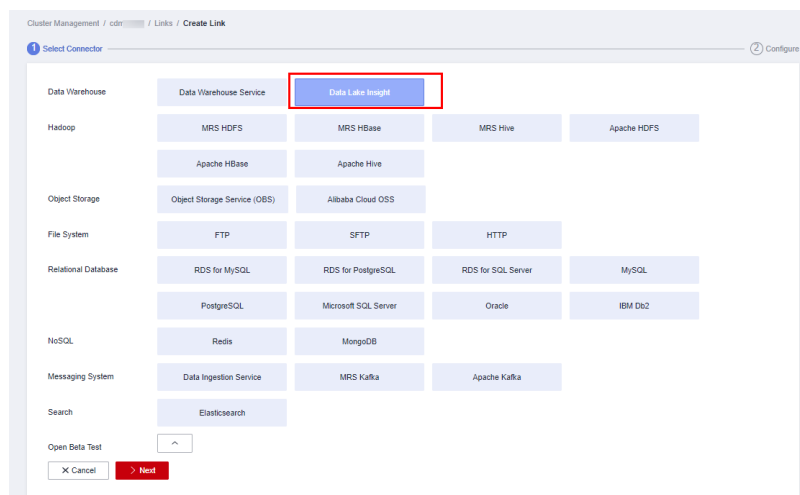 Cluster Management / cdm / Links / Create Link
1 Select Connector 2 Configure
Data Warehouse Data Warehouse Service Data Lake Insight
Hadoop MRS HDFS MRS HBase MRS Hive Apache HDFS
Apache HBase Apache Hive
Object Storage Object Storage Service (OBS) Alibaba Cloud OSS
File System FTP SFTP HTTP
Relational Database RDS for MySQL RDS for PostgreSQL RDS for SQL Server MySQL
PostgreSQL Microsoft SQL Server Oracle IBM Db2
NoSQL Redis MongoDB
Messaging System Data Ingestion Service MRS Kafka Apache Kafka
Search Elasticsearch
Open Beta Test
Cancel Next